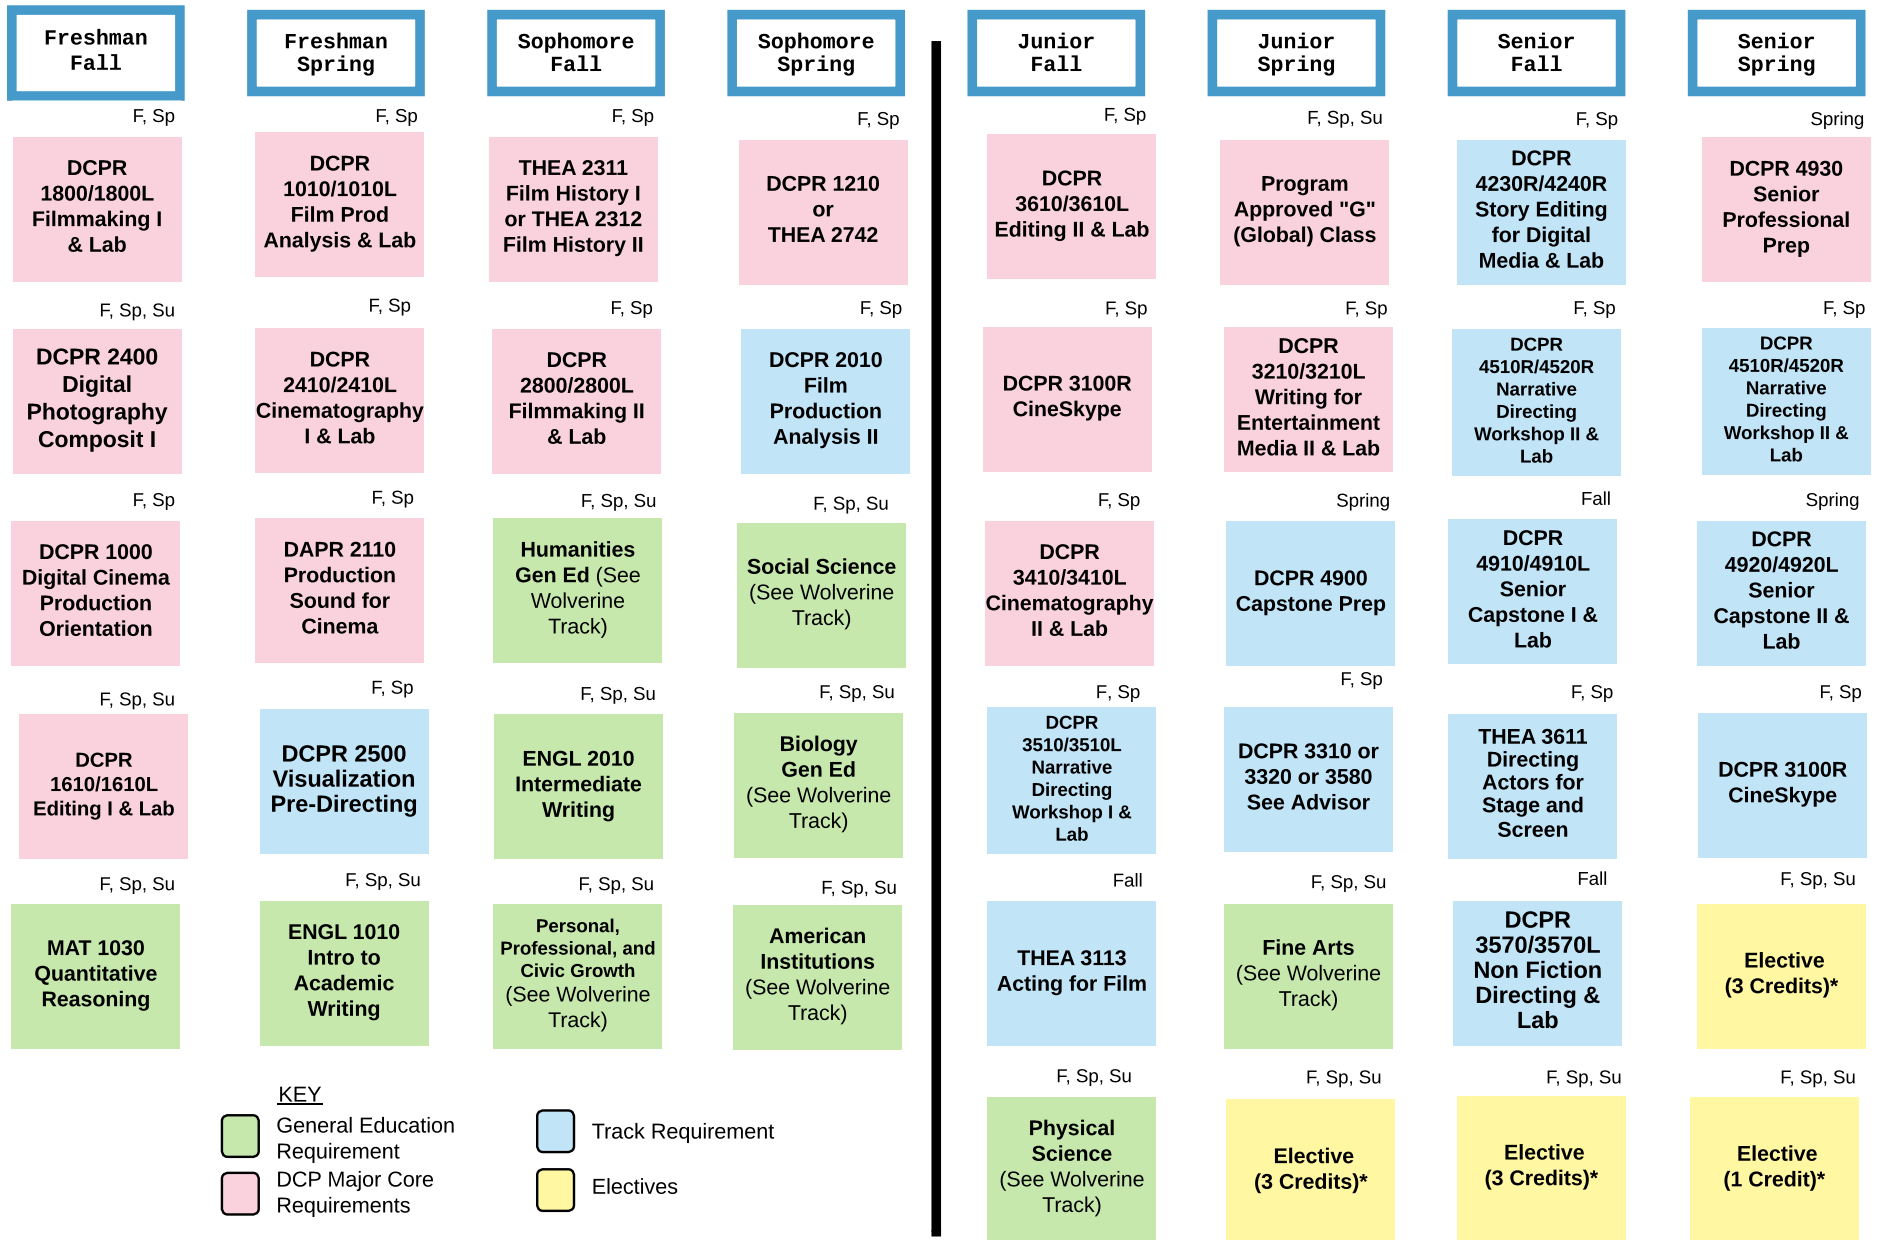 Freshman
Fall
Freshman
Spring
Sophomore
Fall
Sophomore
Spring
Junior
Fall
Junior
Spring
Senior
Fall
Senior
Spring
F, Sp
DCPR
1800/1800L
Filmmaking I
& Lab
F, Sp
DCPR
1010/1010L
Film Prod
Analysis & Lab
F, Sp
THEA 2311
Film History I
or THEA 2312
Film History II
F, Sp
DCPR 1210
or
THEA 2742
F, Sp
DCPR
3610/3610L
Editing II & Lab
F, Sp, Su
Program
Approved "G"
(Global) Class
F, Sp
DCPR
4230R/4240R
Story Editing
for Digital
Media & Lab
Spring
DCPR 4930
Senior
Professional
Prep
F, Sp, Su
DCPR 2400
Digital
Photography
Composit I
F, Sp
DCPR
2410/2410L
Cinematography
I & Lab
F, Sp
DCPR
2800/2800L
Filmmaking II
& Lab
F, Sp
DCPR 2010
Film
Production
Analysis II
F, Sp
DCPR 3100R
CineSkype
F, Sp
DCPR
3210/3210L
Writing for
Entertainment
Media II & Lab
F, Sp
DCPR
4510R/4520R
Narrative
Directing
Workshop II &
Lab
F, Sp
DCPR
4510R/4520R
Narrative
Directing
Workshop II &
Lab
F, Sp
DCPR 1000
Digital Cinema
Production
Orientation
F, Sp
DAPR 2110
Production
Sound for
Cinema
F, Sp, Su
Humanities
Gen Ed (See
Wolverine
Track)
F, Sp, Su
Social Science
(See Wolverine
Track)
F, Sp
DCPR
3410/3410L
Cinematography
II & Lab
Spring
DCPR 4900
Capstone Prep
Fall
DCPR
4910/4910L
Senior
Capstone I &
Lab
Spring
DCPR
4920/4920L
Senior
Capstone II &
Lab
F, Sp, Su
DCPR
1610/1610L
Editing I & Lab
F, Sp
DCPR 2500
Visualization
Pre-Directing
F, Sp, Su
ENGL 2010
Intermediate
Writing
F, Sp, Su
Biology
Gen Ed
(See Wolverine
Track)
F, Sp
DCPR
3510/3510L
Narrative
Directing
Workshop I &
Lab
F, Sp
DCPR 3310 or
3320 or 3580
See Advisor
F, Sp
THEA 3611
Directing
Actors for
Stage and
Screen
F, Sp
DCPR 3100R
CineSkype
F, Sp, Su
MAT 1030
Quantitative
Reasoning
F, Sp, Su
ENGL 1010
Intro to
Academic
Writing
F, Sp, Su
Personal,
Professional, and
Civic Growth
(See Wolverine
Track)
F, Sp, Su
American
Institutions
(See Wolverine
Track)
Fall
THEA 3113
Acting for Film
F, Sp, Su
Fine Arts
(See Wolverine
Track)
Fall
DCPR
3570/3570L
Non Fiction
Directing &
Lab
F, Sp, Su
Elective
(3 Credits)*
F, Sp, Su
Physical
Science
(See Wolverine
Track)
F, Sp, Su
Elective
(3 Credits)*
F, Sp, Su
Elective
(3 Credits)*
F, Sp, Su
Elective
(1 Credit)*
KEY
General Education
Requirement
DCP Major Core
Requirements
Track Requirement
Electives